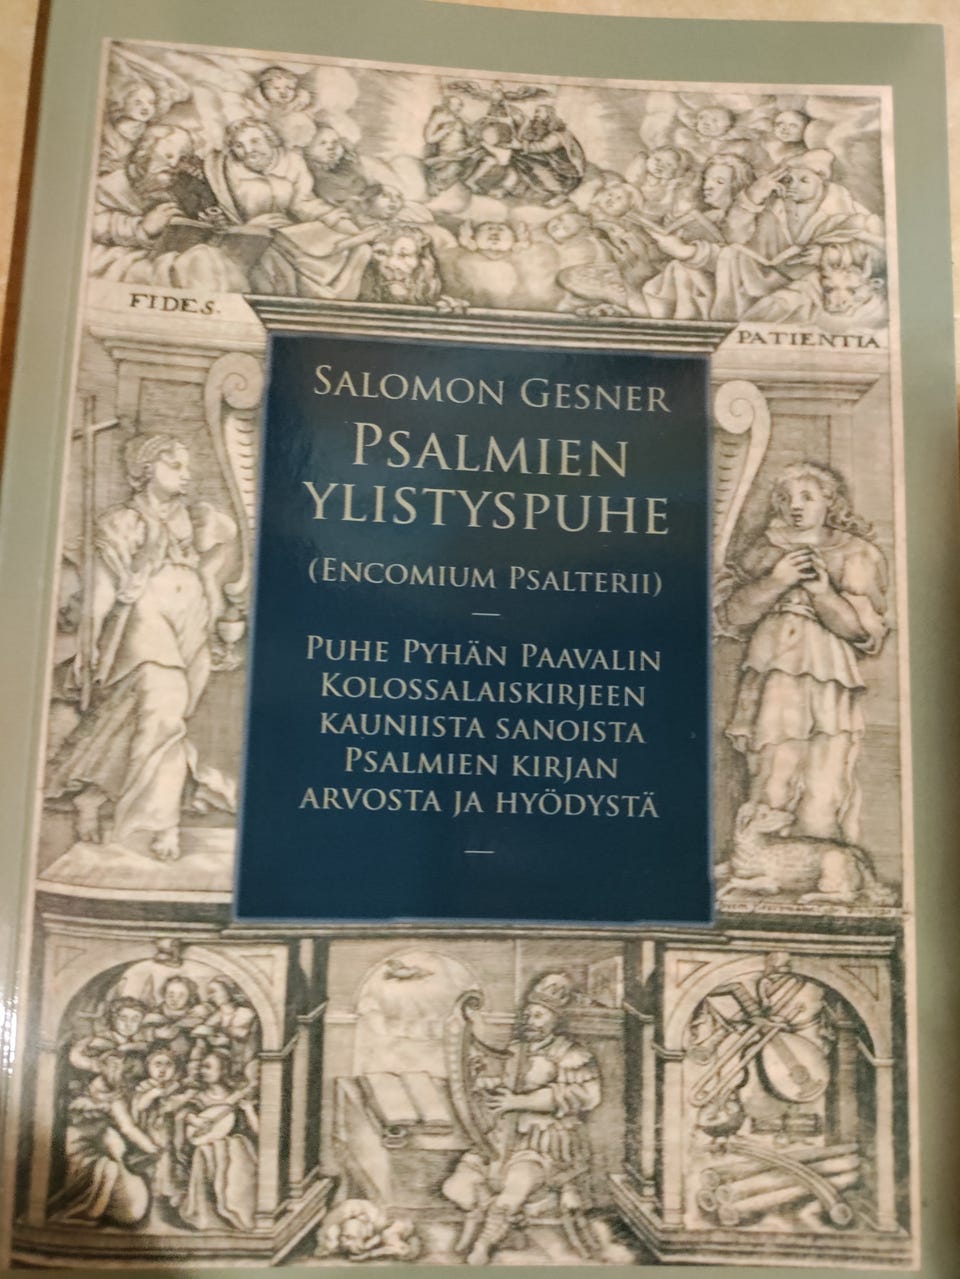 FIDES.
PATIENTIA
SALOMON GESNER
PSALMIEN
YLISTYSPUHE
(ENCOMIUM PSALTERII)
—
PUHE PYHÄN PAAVALIN
KOLOSSALAISKIRJEEN
KAUNIISTA SANOISTA
PSALMIEN KIRJAN
ARVOSTA JA HYÖDYSTÄ
—